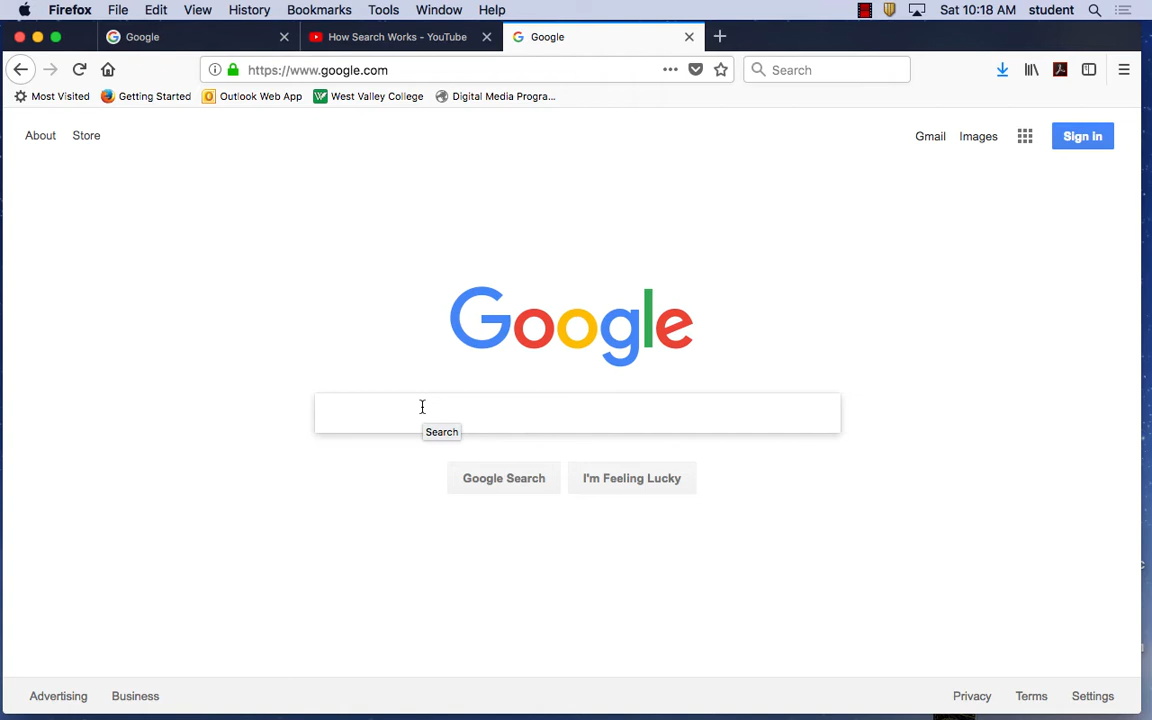 Firefox File Edit View History Bookmarks Tools Window Help Sat 10:18 AM student
Google How Search Works - YouTube Google
https://www.google.com Search
Most Visited Getting Started Outlook Web App West Valley College Digital Media Progra...
About Store Gmail Images Sign In
Google
Search
Google Search I'm Feeling Lucky
Advertising Business Privacy Terms Settings